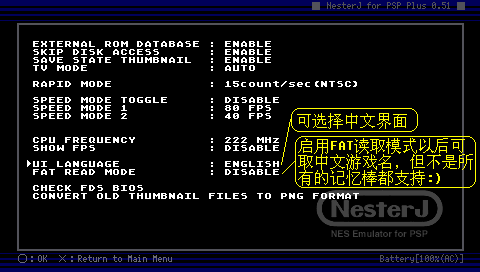 NesterJ for PSP Plus 0.51
EXTERNAL ROM DATABASE : ENABLE
SKIP DISK ACCESS : ENABLE
SAVE STATE THUMBNAIL : ENABLE
TV MODE : AUTO
RAPID MODE : 15count/sec(NTSC)
SPEED MODE TOGGLE : DISABLE
SPEED MODE 1 : 80 FPS
SPEED MODE 2 : 40 FPS
可选择中文界面
CPU FREQUENCY : 222 MHz
SHOW FPS : DISABLE
启用FAT读取模式以后可
取中文游戏名，但不是所
有的记忆棒都支持:)
UI LANGUAGE : ENGLISH
FAT READ MODE : DISABLE
CHECK FDS BIOS
CONVERT OLD THUMBNAIL FILES TO PNG FORMAT
NesterJ
NES Emulator for PSP
○:OK ×:Return to Main Menu
Battery[100%(AC)]